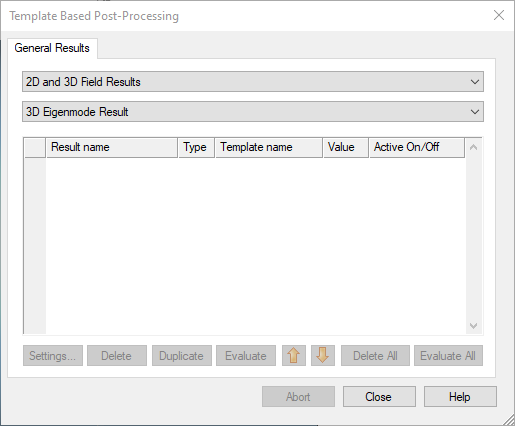 Template Based Post-Processing
General Results
2D and 3D Field Results
3D Eigenmode Result
Result name Type Template name Value Active On/Off
Settings... Delete Duplicate Evaluate Delete All Evaluate All
Abort Close Help